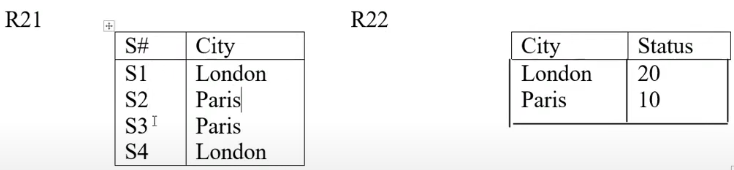 R21 R22
S# City
S1 London
S2 Paris
S3 Paris
S4 London
City Status
London 20
Paris 10